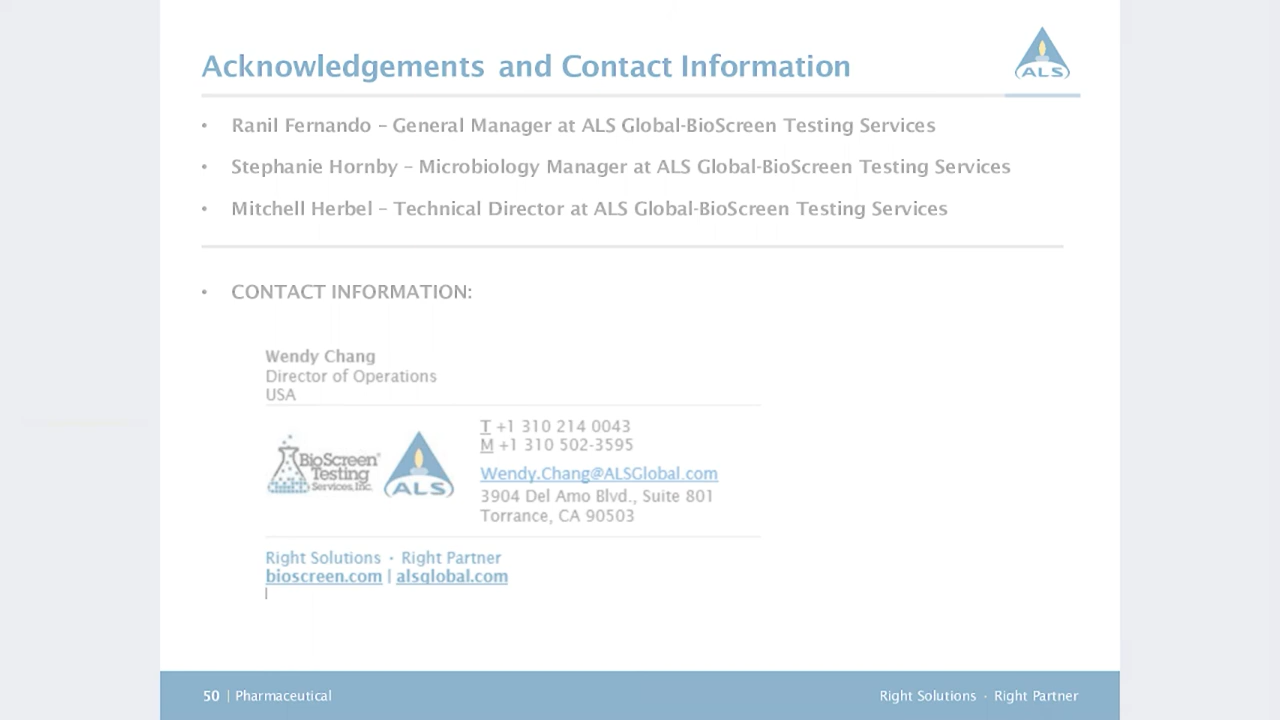 Acknowledgements and Contact Information
ALS
• Ranil Fernando – General Manager at ALS Global-BioScreen Testing Services
• Stephanie Hornby – Microbiology Manager at ALS Global-BioScreen Testing Services
• Mitchell Herbel – Technical Director at ALS Global-BioScreen Testing Services
• CONTACT INFORMATION:
Wendy Chang
Director of Operations
USA
BioScreen®
Testing
Services, Inc.
ALS
T +1 310 214 0043
M +1 310 502-3595
Wendy.Chang@ALSGlobal.com
3904 Del Amo Blvd., Suite 801
Torrance, CA 90503
Right Solutions · Right Partner
bioscreen.com | alsglobal.com
50 | Pharmaceutical
Right Solutions · Right Partner